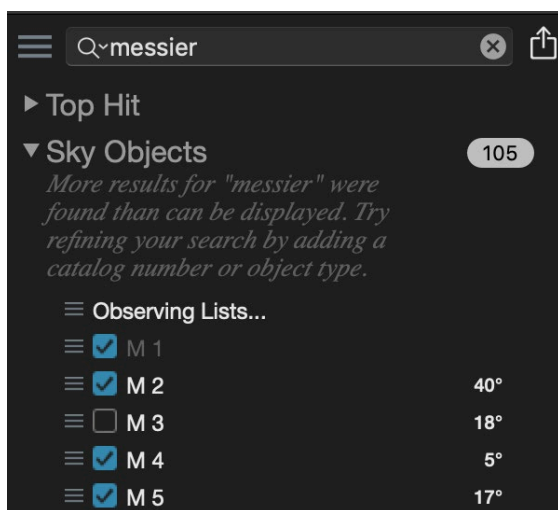 messier
Top Hit
Sky Objects 105
More results for "messier" were
found than can be displayed. Try
refining your search by adding a
catalog number or object type.
Observing Lists...
M 1
M 2 40°
M 3 18°
M 4 5°
M 5 17°